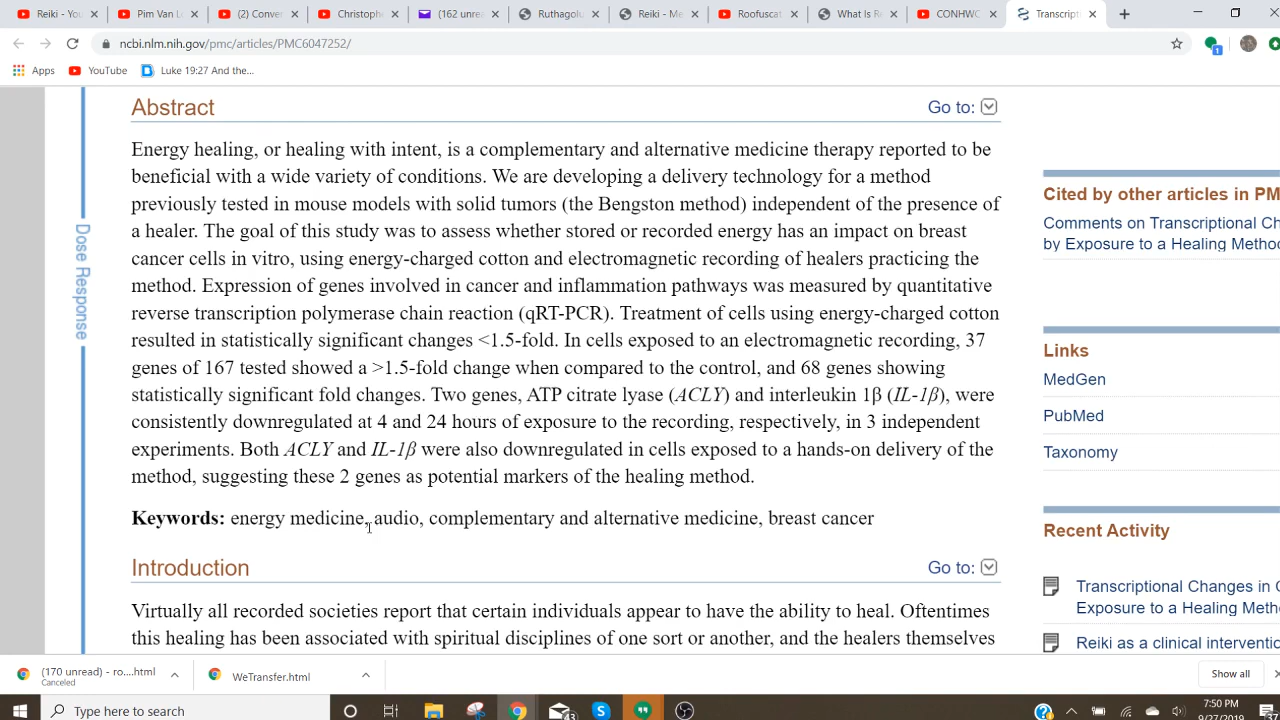 Reiki - You
Pim Van Lo
(2) Conver
Christophe
(162 unrea
Ruthagolu
Reiki - Me
Roofuscat
What Is Re
CONHWC
Transcripti
ncbi.nlm.nih.gov/pmc/articles/PMC6047252/
1
Apps YouTube Luke 19:27 And the...
Abstract
Go to:
Energy healing, or healing with intent, is a complementary and alternative medicine therapy reported to be
beneficial with a wide variety of conditions. We are developing a delivery technology for a method
previously tested in mouse models with solid tumors (the Bengston method) independent of the presence of
a healer. The goal of this study was to assess whether stored or recorded energy has an impact on breast
cancer cells in vitro, using energy-charged cotton and electromagnetic recording of healers practicing the
method. Expression of genes involved in cancer and inflammation pathways was measured by quantitative
reverse transcription polymerase chain reaction (qRT-PCR). Treatment of cells using energy-charged cotton
resulted in statistically significant changes <1.5-fold. In cells exposed to an electromagnetic recording, 37
genes of 167 tested showed a >1.5-fold change when compared to the control, and 68 genes showing
statistically significant fold changes. Two genes, ATP citrate lyase (ACLY) and interleukin 1β (IL-1β), were
consistently downregulated at 4 and 24 hours of exposure to the recording, respectively, in 3 independent
experiments. Both ACLY and IL-1β were also downregulated in cells exposed to a hands-on delivery of the
method, suggesting these 2 genes as potential markers of the healing method.
Keywords: energy medicine, audio, complementary and alternative medicine, breast cancer
Introduction
Go to:
Virtually all recorded societies report that certain individuals appear to have the ability to heal. Oftentimes
this healing has been associated with spiritual disciplines of one sort or another, and the healers themselves
Dose Response
Cited by other articles in PM
Comments on Transcriptional Ch
by Exposure to a Healing Metho
Links
MedGen
PubMed
Taxonomy
Recent Activity
Transcriptional Changes in C
Exposure to a Healing Meth
Reiki as a clinical interventi
(170 unread) - ro....html
Canceled
WeTransfer.html
Show all
Type here to search
43
7:50 PM
9/27/2019